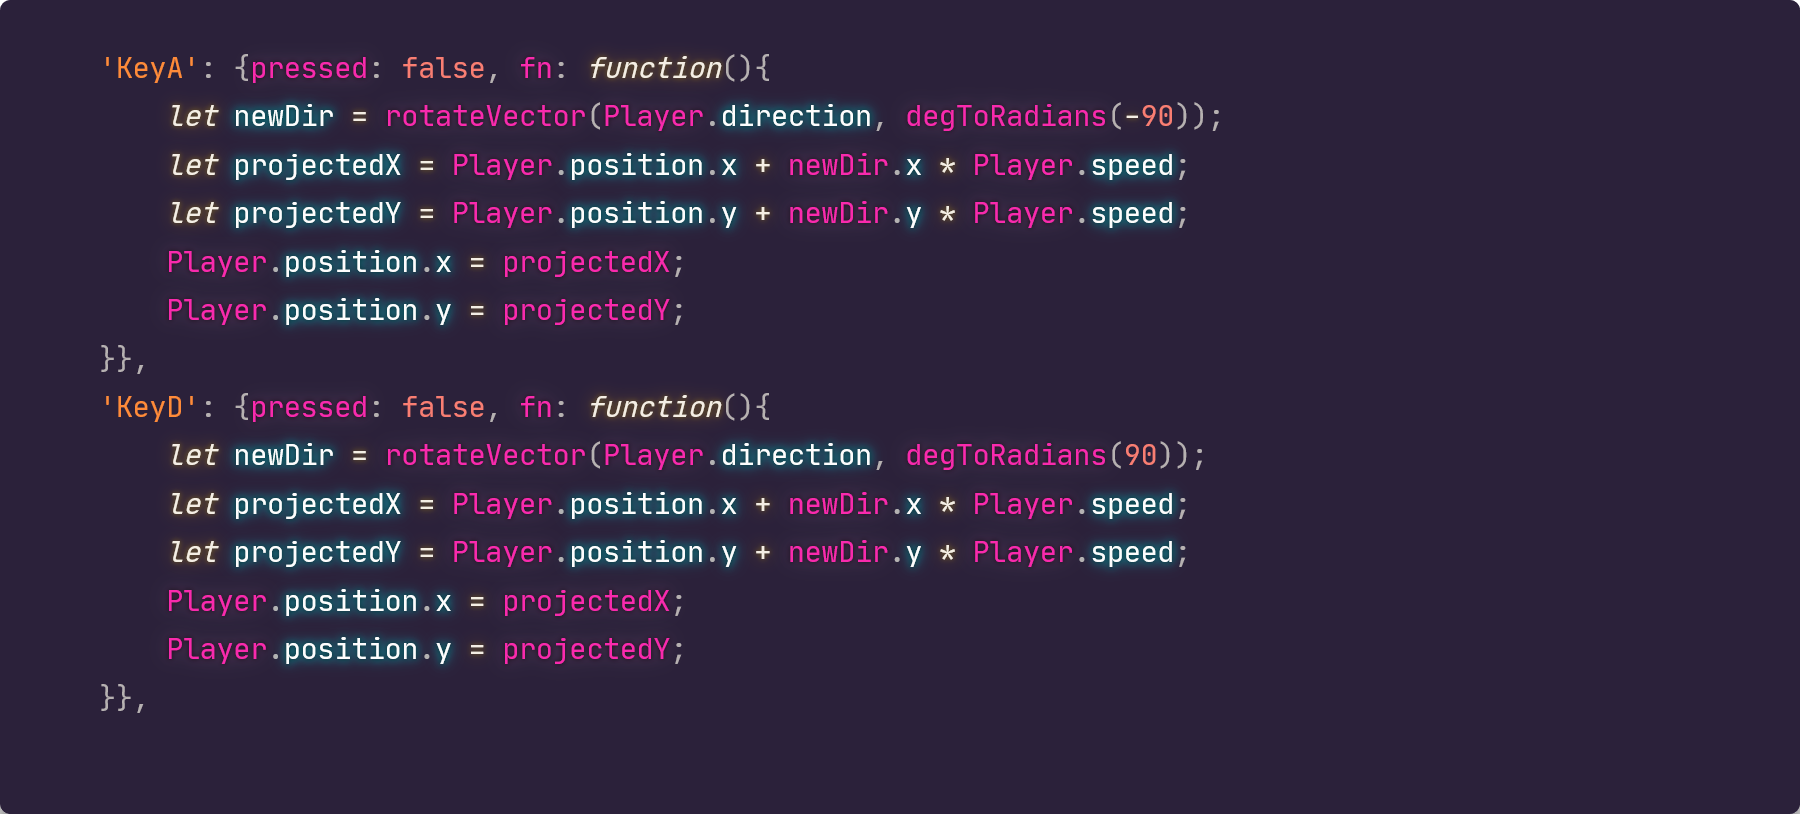 'KeyA': {pressed: false, fn: function(){
    let newDir = rotateVector(Player.direction, degToRadians(-90));
    let projectedX = Player.position.x + newDir.x * Player.speed;
    let projectedY = Player.position.y + newDir.y * Player.speed;
    Player.position.x = projectedX;
    Player.position.y = projectedY;
}},
'KeyD': {pressed: false, fn: function(){
    let newDir = rotateVector(Player.direction, degToRadians(90));
    let projectedX = Player.position.x + newDir.x * Player.speed;
    let projectedY = Player.position.y + newDir.y * Player.speed;
    Player.position.x = projectedX;
    Player.position.y = projectedY;
}},